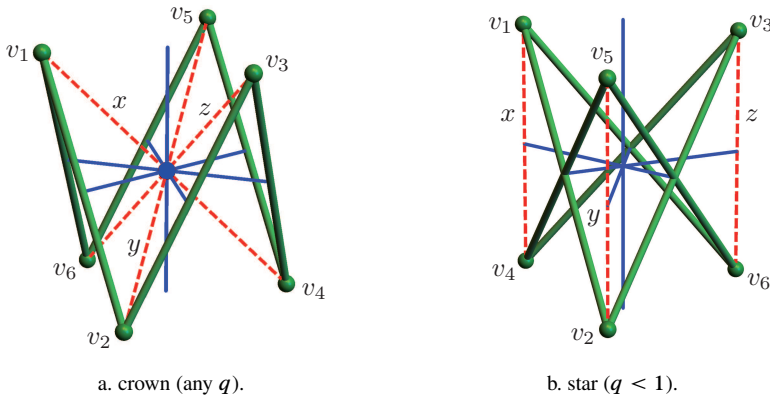 v₅
v₁
v₃
x
z
y
v₆
v₄
v₂
a. crown (any q).
v₁
v₃
v₅
x
z
y
v₄
v₆
v₂
b. star (q < 1).